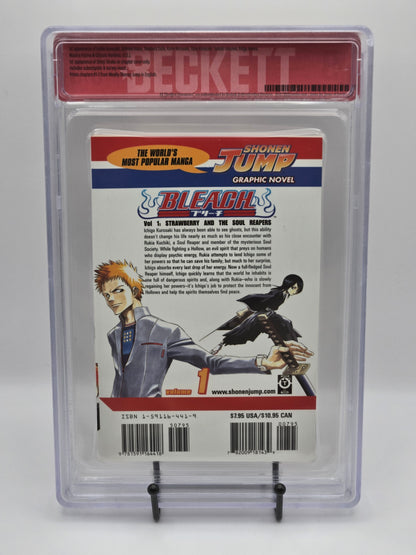 BECKETT
THE WORLD'S
MOST POPULAR MANGA
SHONEN
JUMP
GRAPHIC NOVEL
BLEACH
ブリーチ
Vol 1: STRAWBERRY AND THE SOUL REAPERS
Ichigo Kurosaki has always been able to see ghosts, but this ability
doesn't change his life nearly as much as his close encounter with
Rukia Kuchiki, a Soul Reaper and member of the mysterious Soul
Society. While fighting a Hollow, an evil spirit that preys on humans
who display psychic energy, Rukia attempts to lend Ichigo some of
her powers so that he can save his family; but much to her surprise,
Ichigo absorbs every last drop of her energy. Now a full-fledged Soul
Reaper himself, Ichigo quickly learns that the world he inhabits is
one full of dangerous spirits and, along with Rukia--who is slowly
regaining her powers--it's Ichigo's job to protect the innocent from
Hollows and help the spirits themselves find peace.
volume 1
www.shonenjump.com
ISBN 1-59116-441-9
$7.95 USA/$10.95 CAN
50795
00793
9 781591 164418